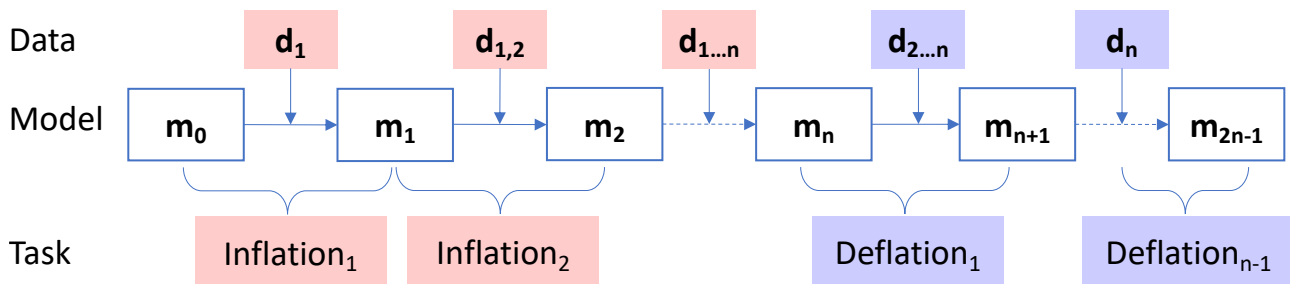 Data d₁ d₁,₂ d₁…ₙ d₂…ₙ dₙ
Model m₀ m₁ m₂ mₙ mₙ₊₁ m₂ₙ₋₁
Task Inflation₁ Inflation₂ Deflation₁ Deflationₙ₋₁